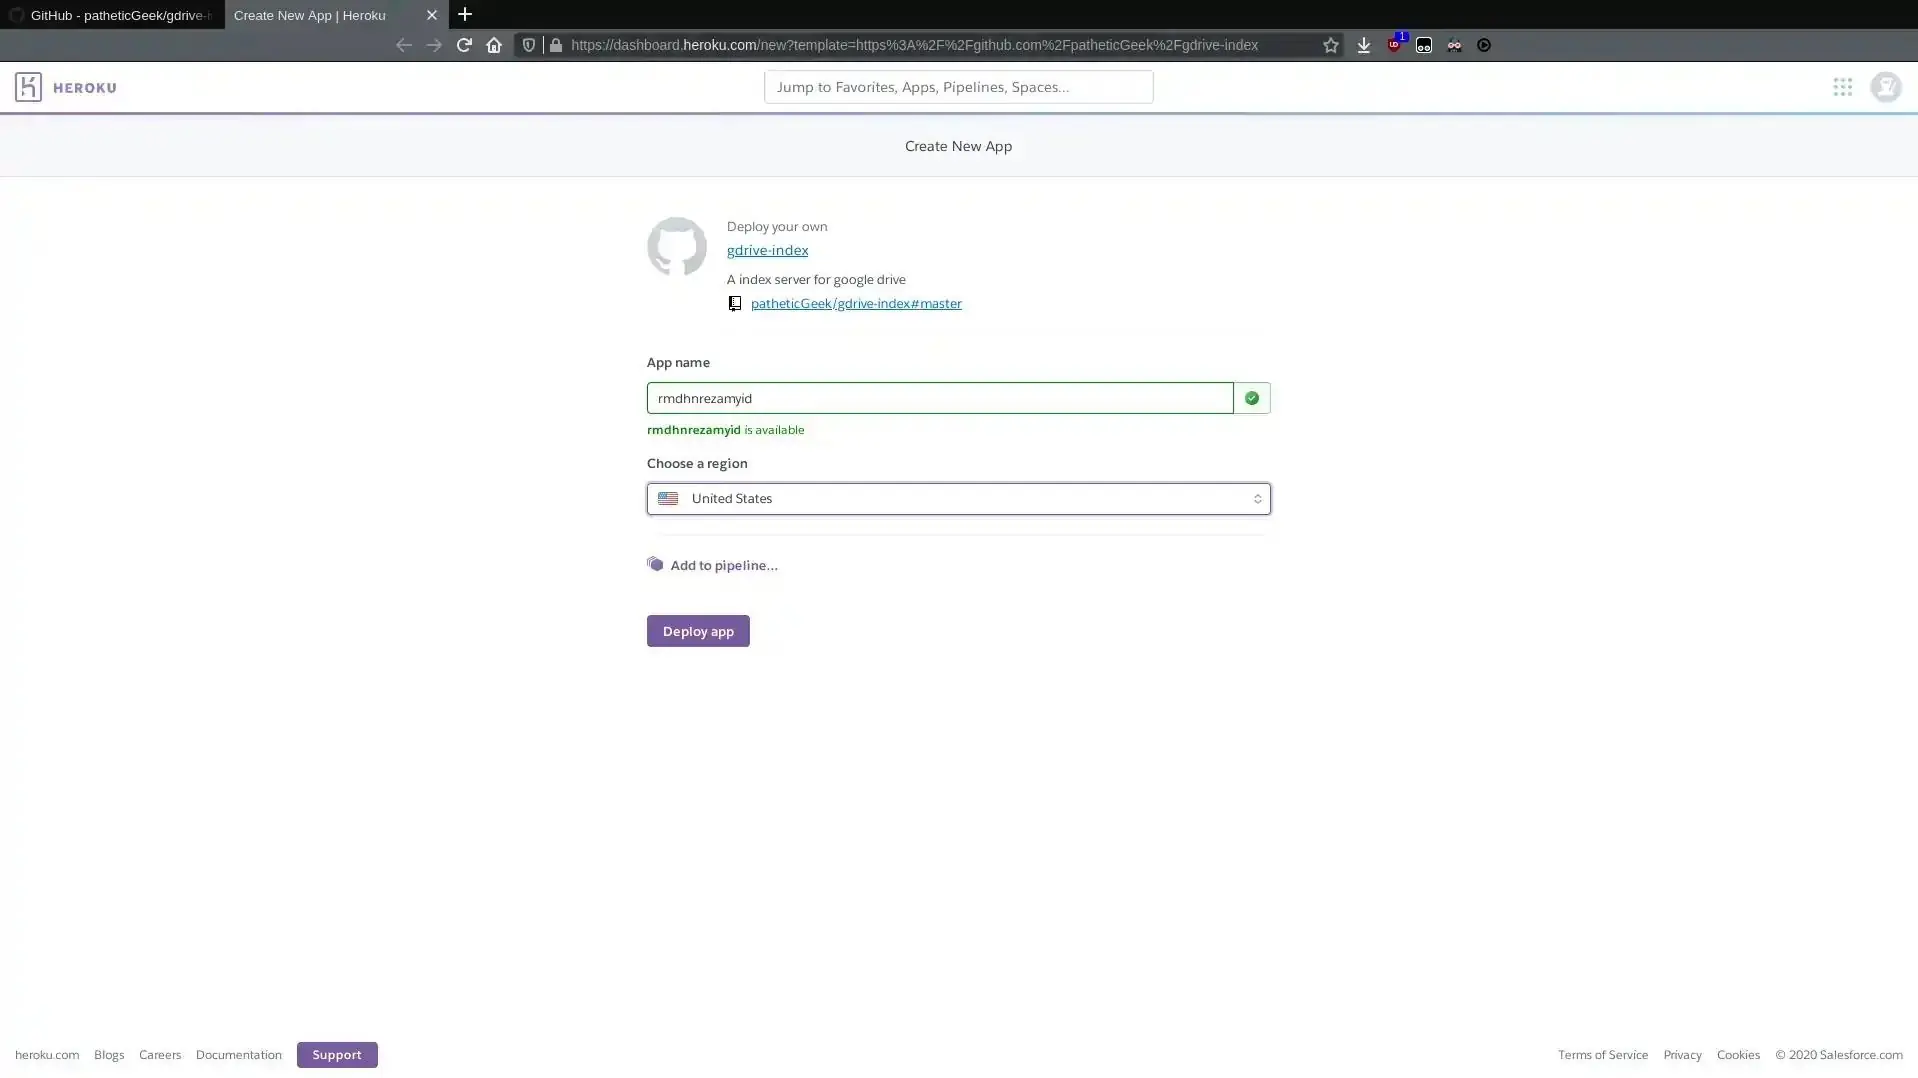 GitHub - patheticGeek/gdrive-i
Create New App | Heroku
https://dashboard.heroku.com/new?template=https%3A%2F%2Fgithub.com%2FpatheticGeek%2Fgdrive-index
1
HEROKU
Jump to Favorites, Apps, Pipelines, Spaces...
Create New App
Deploy your own
gdrive-index
A index server for google drive
patheticGeek/gdrive-index#master
App name
rmdhnrezamyid
rmdhnrezamyid is available
Choose a region
United States
Add to pipeline...
Deploy app
heroku.com Blogs Careers Documentation Support Terms of Service Privacy Cookies © 2020 Salesforce.com